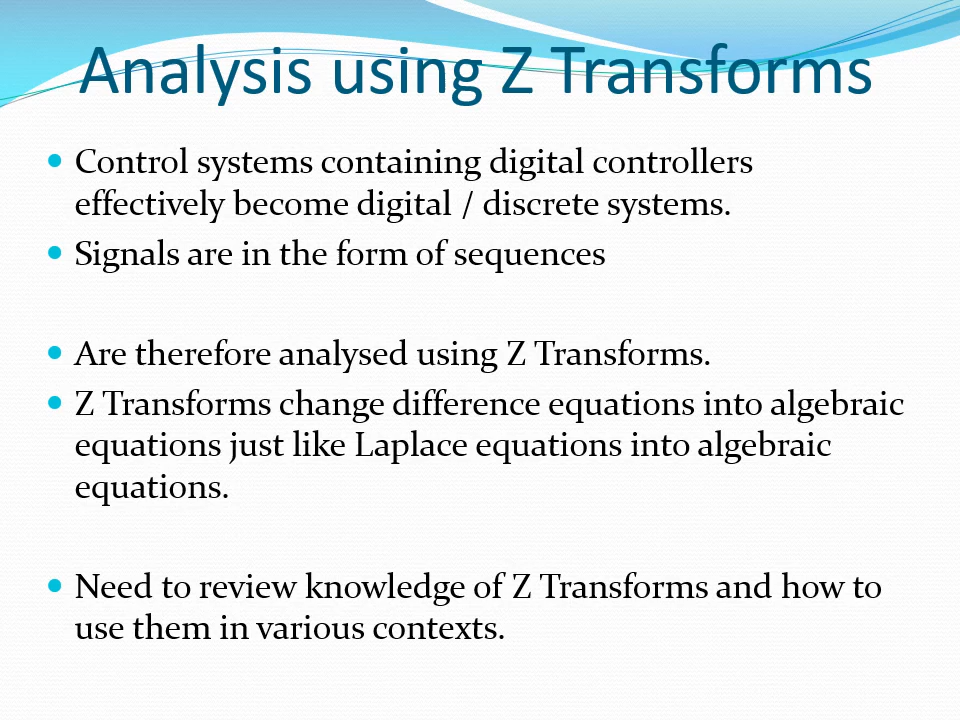 Analysis using Z Transforms
• Control systems containing digital controllers
effectively become digital / discrete systems.
• Signals are in the form of sequences
• Are therefore analysed using Z Transforms.
• Z Transforms change difference equations into algebraic
equations just like Laplace equations into algebraic
equations.
• Need to review knowledge of Z Transforms and how to
use them in various contexts.